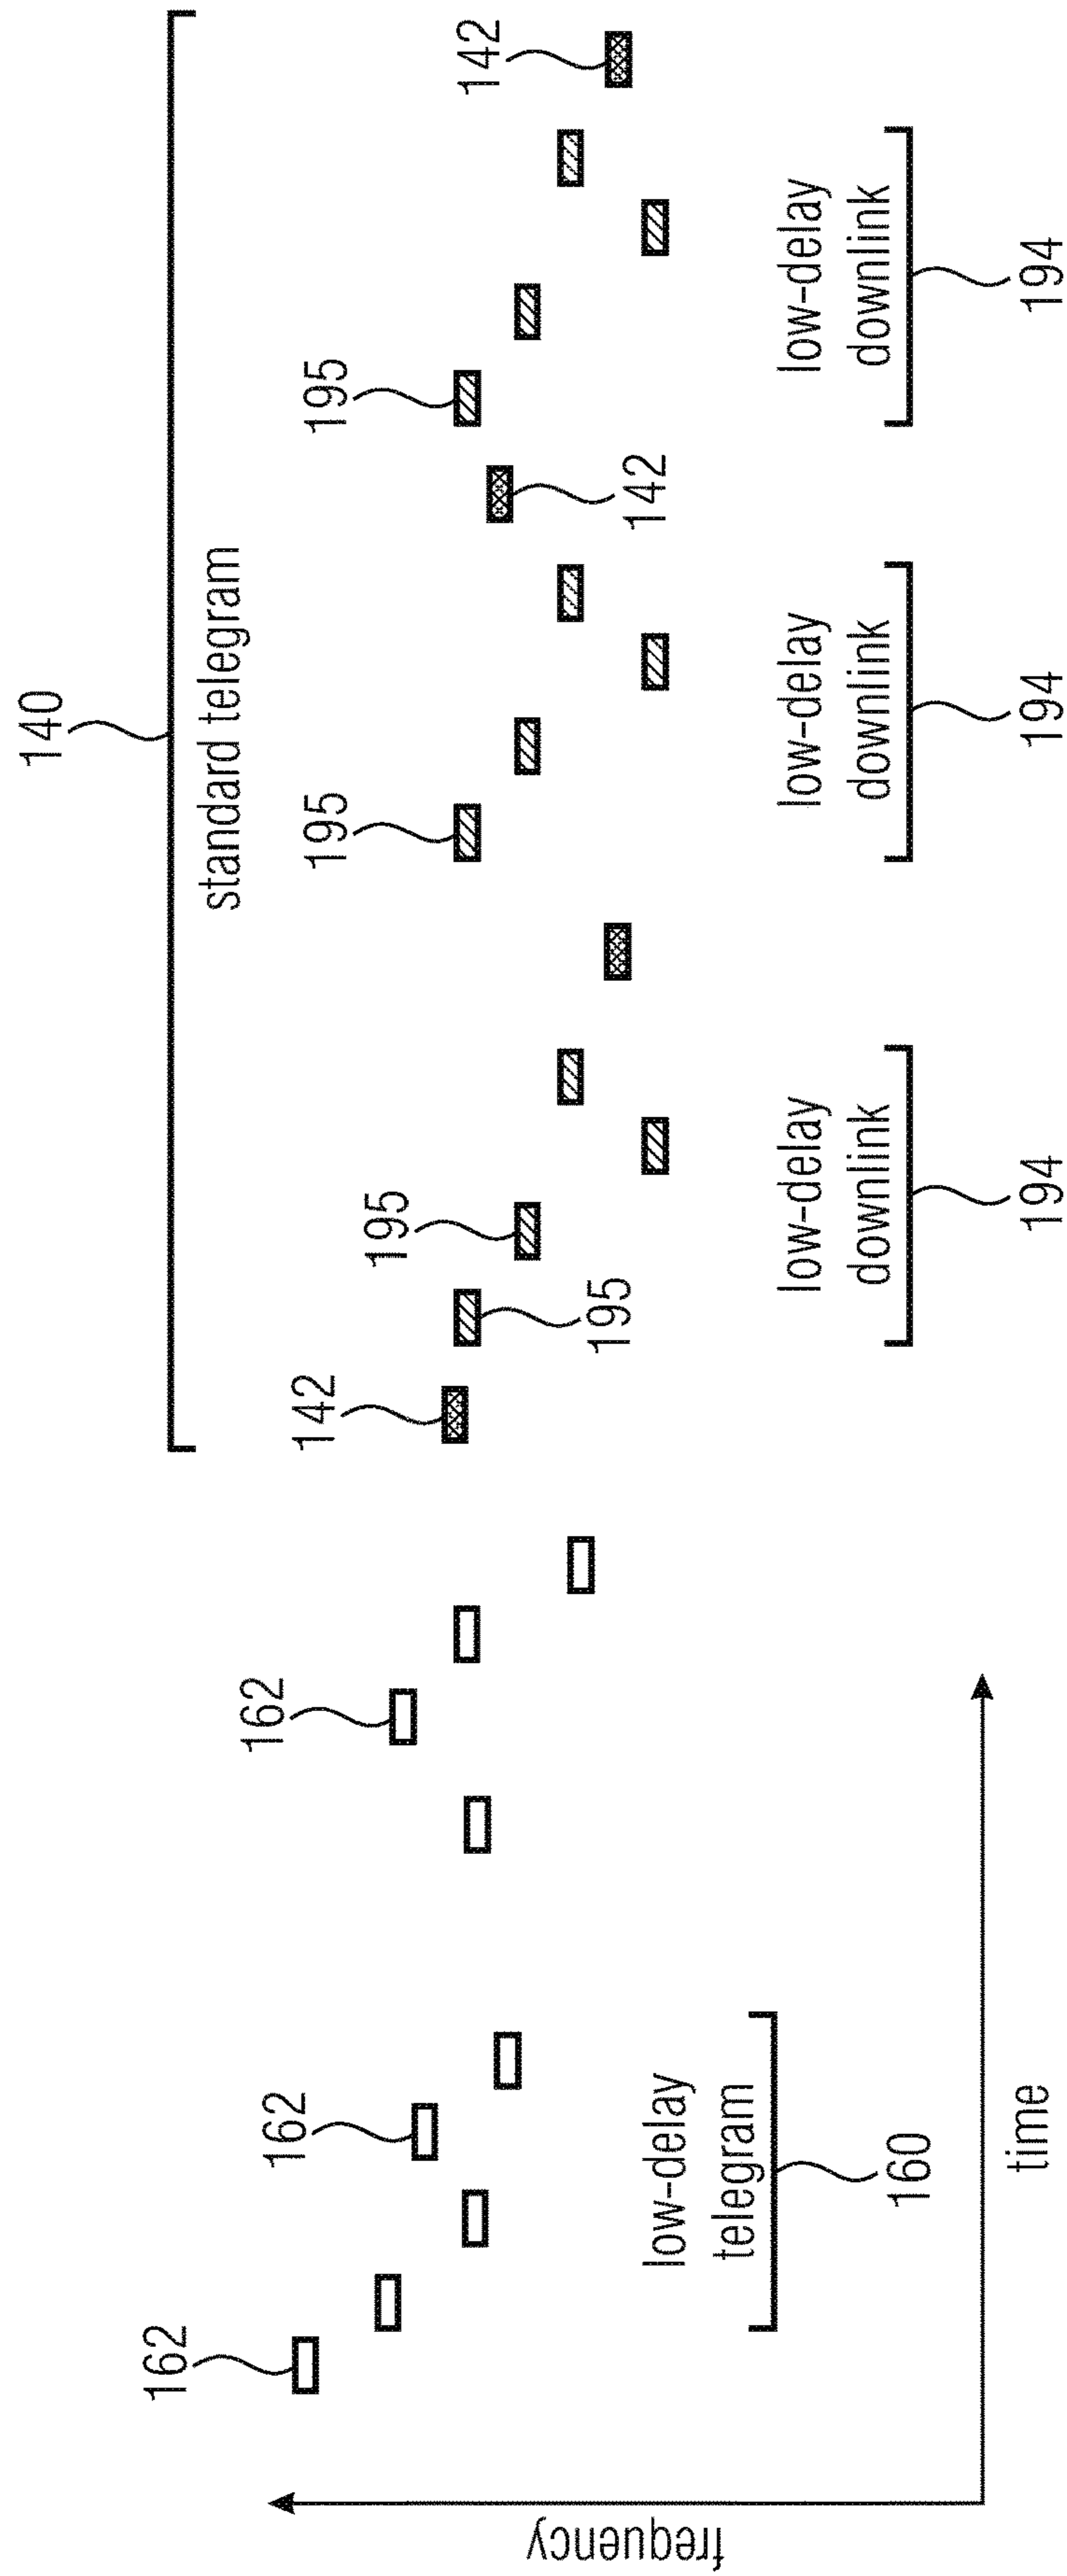 140
standard telegram
142
195
195
142
162
162
162
195
195
142
low-delay
telegram
160
low-delay
downlink
194
low-delay
downlink
194
low-delay
downlink
194
frequency
time